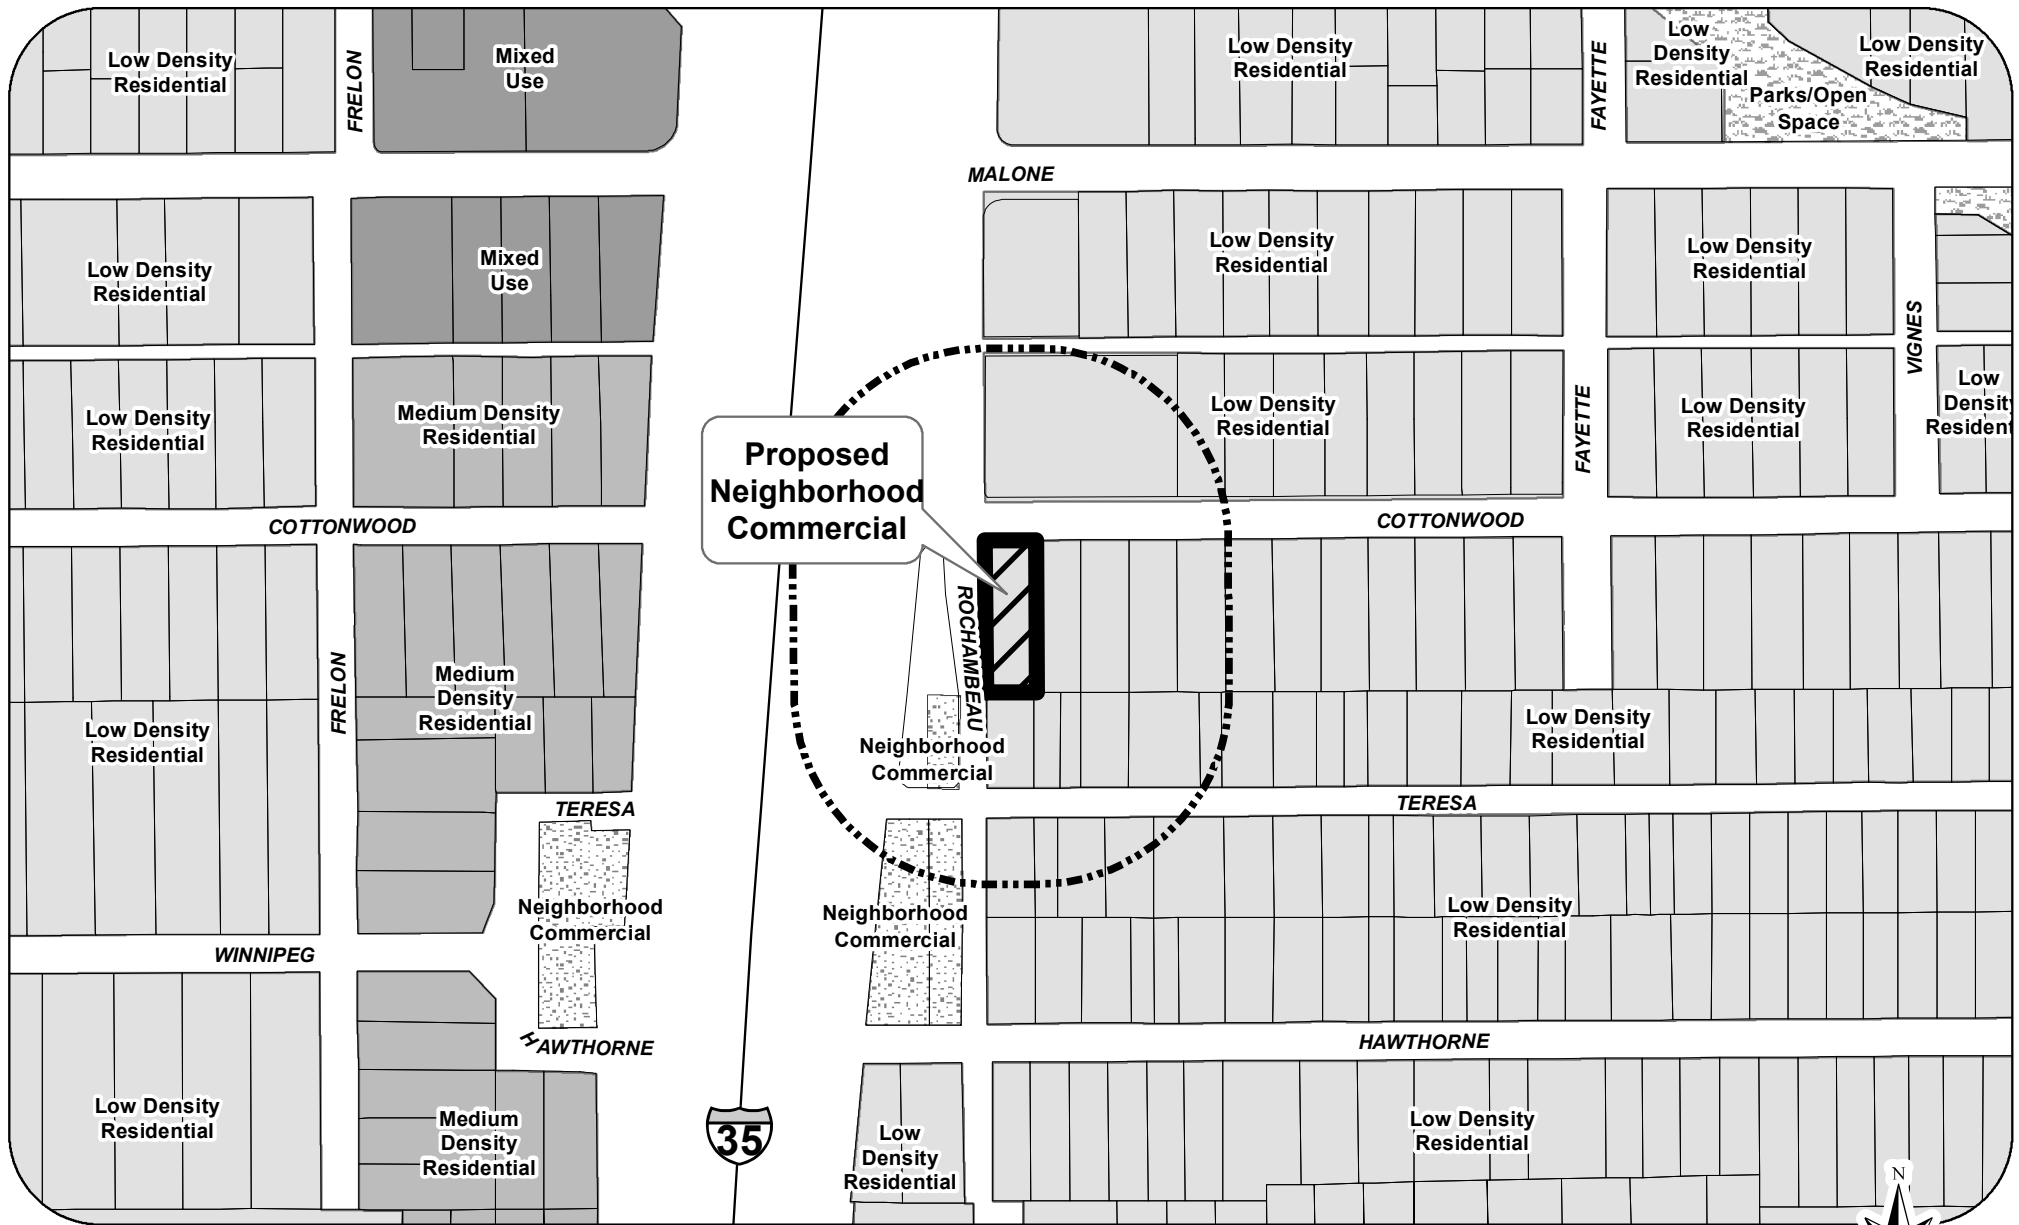 Low Density
Residential
FRELON
Mixed
Use
Low Density
Residential
FAYETTE
Low
Density
Residential
Parks/Open
Space
Low Density
Residential
MALONE
Low Density
Residential
Mixed
Use
Low Density
Residential
Low Density
Residential
VIGNES
Low Density
Residential
Medium Density
Residential
Proposed
Neighborhood
Commercial
Low Density
Residential
FAYETTE
Low Density
Residential
Low
Density
Resident
COTTONWOOD
COTTONWOOD
ROCHAMBEAU
FRELON
Low Density
Residential
Medium
Density
Residential
Neighborhood
Commercial
Low Density
Residential
TERESA
TERESA
Neighborhood
Commercial
Neighborhood
Commercial
Low Density
Residential
WINNIPEG
HAWTHORNE
HAWTHORNE
Low Density
Residential
Medium
Density
Residential
35
Low
Density
Residential
Low Density
Residential
N